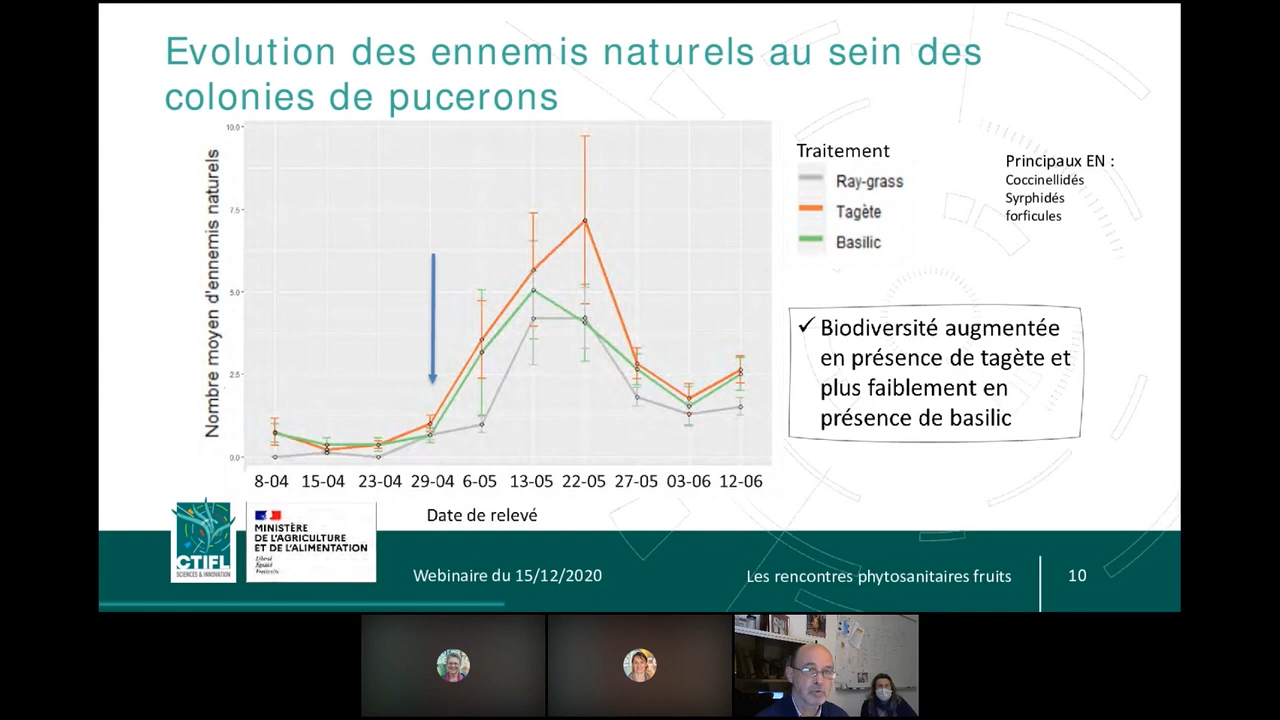 Evolution des ennemis naturels au sein des
colonies de pucerons
Nombre moyen d'ennemis naturels
10.0
7.5
5.0
2.5
0.0
8-04 15-04 23-04 29-04 6-05 13-05 22-05 27-05 03-06 12-06
Date de relevé
Traitement
Ray-grass
Tagète
Basilic
Principaux EN :
Coccinellidés
Syrphidés
forficules
✓ Biodiversité augmentée
en présence de tagète et
plus faiblement en
présence de basilic
CTIFL
SCIENCES & INNOVATION
MINISTÈRE
DE L'AGRICULTURE
ET DE L'ALIMENTATION
Liberté
Égalité
Fraternité
Webinaire du 15/12/2020
Les rencontres phytosanitaires fruits
10